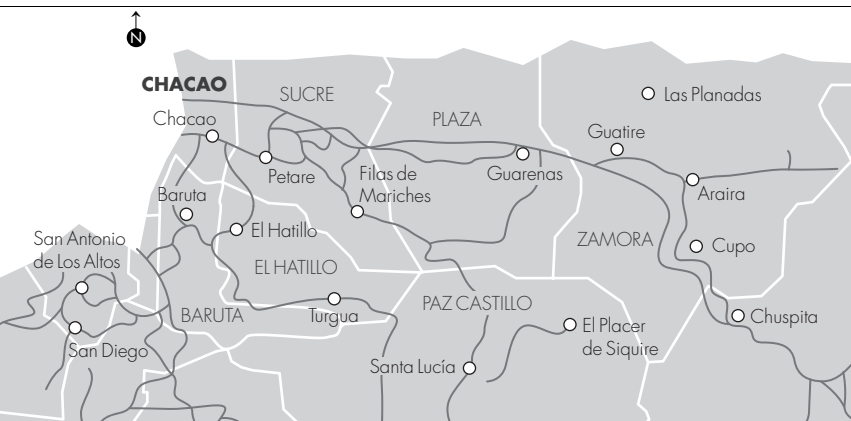 N
CHACAO
SUCRE
Las Planadas
Chacao
PLAZA
Guatire
Petare
Filas de
Mariches
Guarenas
Araira
Baruta
El Hatillo
San Antonio
de Los Altos
ZAMORA
Cupo
EL HATILLO
BARUTA
Turgua
PAZ CASTILLO
El Placer
de Siquire
Chuspita
San Diego
Santa Lucía